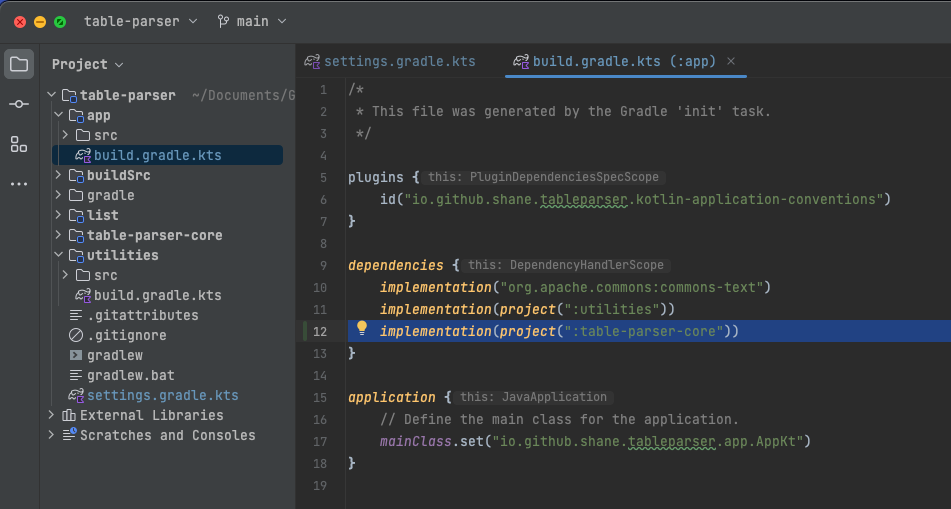 table-parser main
Project
table-parser ~/Documents/G
app
src
build.gradle.kts
buildSrc
gradle
list
table-parser-core
utilities
src
build.gradle.kts
.gitattributes
.gitignore
gradlew
gradlew.bat
settings.gradle.kts
External Libraries
Scratches and Consoles
settings.gradle.kts build.gradle.kts (:app)
1 /*
2 * This file was generated by the Gradle 'init' task.
3 */
4
5 plugins { this: PluginDependenciesSpecScope
6 id("io.github.shane.tableparser.kotlin-application-conventions")
7 }
8
9 dependencies { this: DependencyHandlerScope
10 implementation("org.apache.commons:commons-text")
11 implementation(project(":utilities"))
12 implementation(project(":table-parser-core"))
13 }
14
15 application { this: JavaApplication
16 // Define the main class for the application.
17 mainClass.set("io.github.shane.tableparser.app.AppKt")
18 }
19